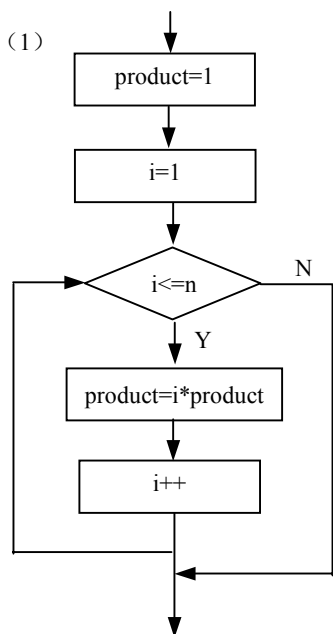 （1）
product=1
i=1
i<=n
N
Y
product=i*product
i++